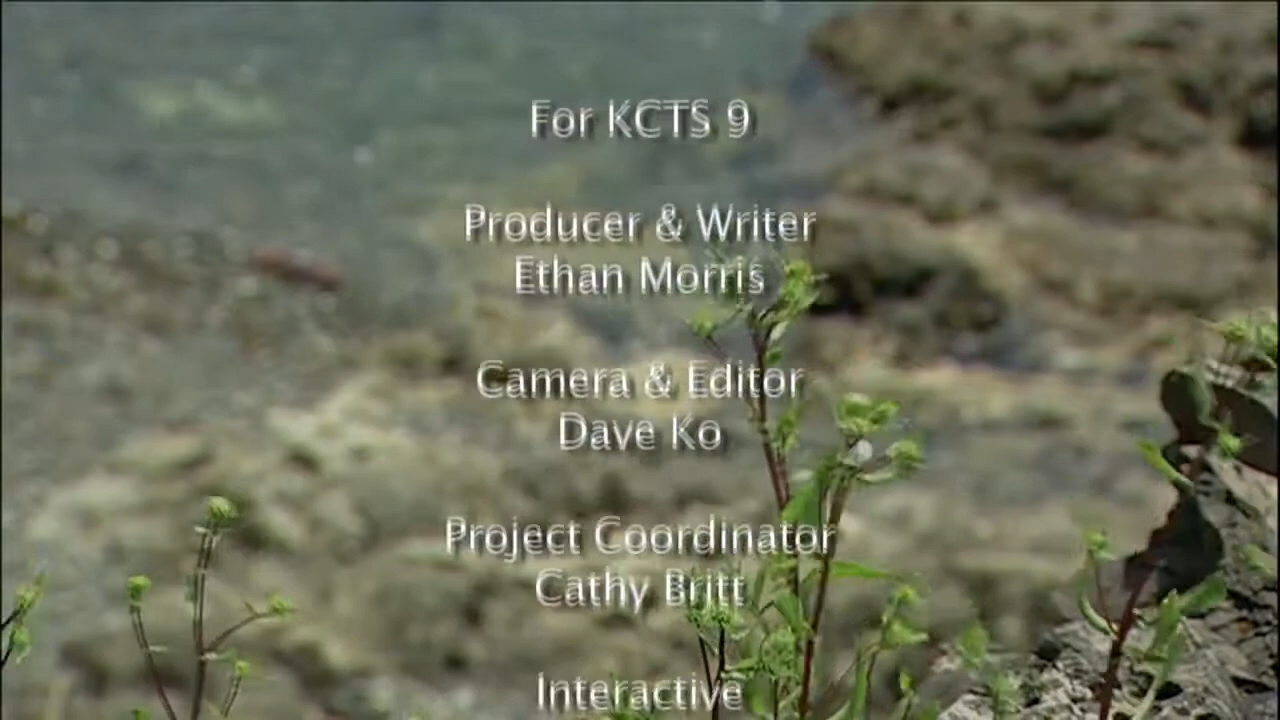 For KCTS 9
Producer & Writer
Ethan Morris
Camera & Editor
Dave Ko
Project Coordinator
Cathy Britt
Interactive